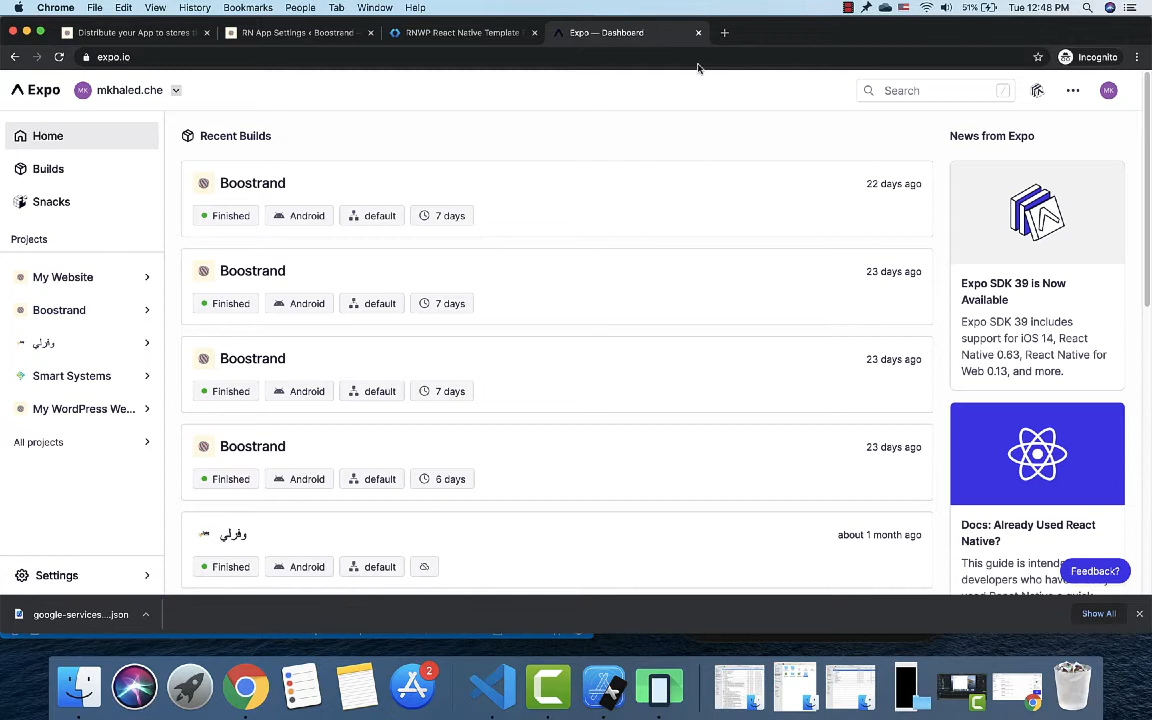 Chrome File Edit View History Bookmarks People Tab Window Help 51% Tue 12:48 PM
Distribute your App to stores t RN App Settings ‹ Boostrand – RNWP React Native Template Expo — Dashboard
expo.io Incognito
Expo MK mkhaled.che Search / MK
Home
Builds
Snacks
Projects
My Website
Boostrand
وفرلي
Smart Systems
My WordPress We...
All projects
Settings
Recent Builds
Boostrand 22 days ago
Finished Android default 7 days
Boostrand 23 days ago
Finished Android default 7 days
Boostrand 23 days ago
Finished Android default 7 days
Boostrand 23 days ago
Finished Android default 6 days
وفرلي about 1 month ago
Finished Android default
News from Expo
Expo SDK 39 is Now
Available
Expo SDK 39 includes
support for iOS 14, React
Native 0.63, React Native for
Web 0.13, and more.
Docs: Already Used React
Native?
This guide is intende
developers who have
Feedback?
google-services....json Show All
2